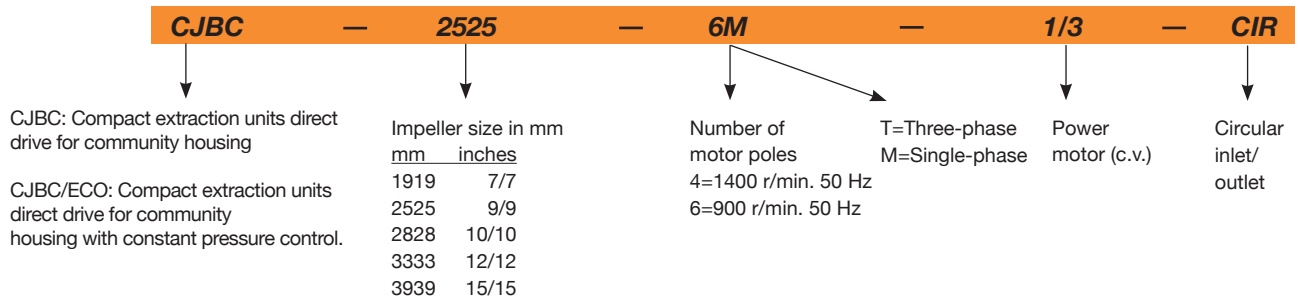 CJBC — 2525 — 6M — 1/3 — CIR
CJBC: Compact extraction units direct
drive for community housing
CJBC/ECO: Compact extraction units
direct drive for community
housing with constant pressure control.
Impeller size in mm
mm inches
1919 7/7
2525 9/9
2828 10/10
3333 12/12
3939 15/15
Number of
motor poles
4=1400 r/min. 50 Hz
6=900 r/min. 50 Hz
T=Three-phase
M=Single-phase
Power
motor (c.v.)
Circular
inlet/
outlet